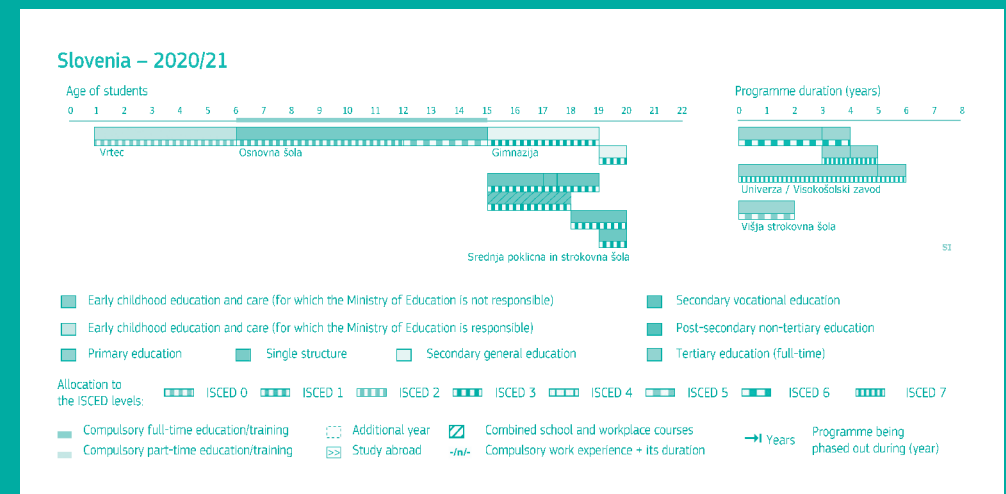 Slovenia – 2020/21
Age of students
Programme duration (years)
0 1 2 3 4 5 6 7 8 9 10 11 12 13 14 15 16 17 18 19 20 21 22
0 1 2 3 4 5 6 7 8
Vrtec
Osnovna šola
Gimnazija
Univerza / Visokošolski zavod
Višja strokovna šola
SI
Srednja poklicna in strokovna šola
Early childhood education and care (for which the Ministry of Education is not responsible)
Secondary vocational education
Early childhood education and care (for which the Ministry of Education is responsible)
Post-secondary non-tertiary education
Primary education
Single structure
Secondary general education
Tertiary education (full-time)
Allocation to
the ISCED levels:
ISCED 0
ISCED 1
ISCED 2
ISCED 3
ISCED 4
ISCED 5
ISCED 6
ISCED 7
Compulsory full-time education/training
Additional year
Combined school and workplace courses
Compulsory part-time education/training
>> Study abroad
-/n/- Compulsory work experience + its duration
Years
Programme being
phased out during (year)